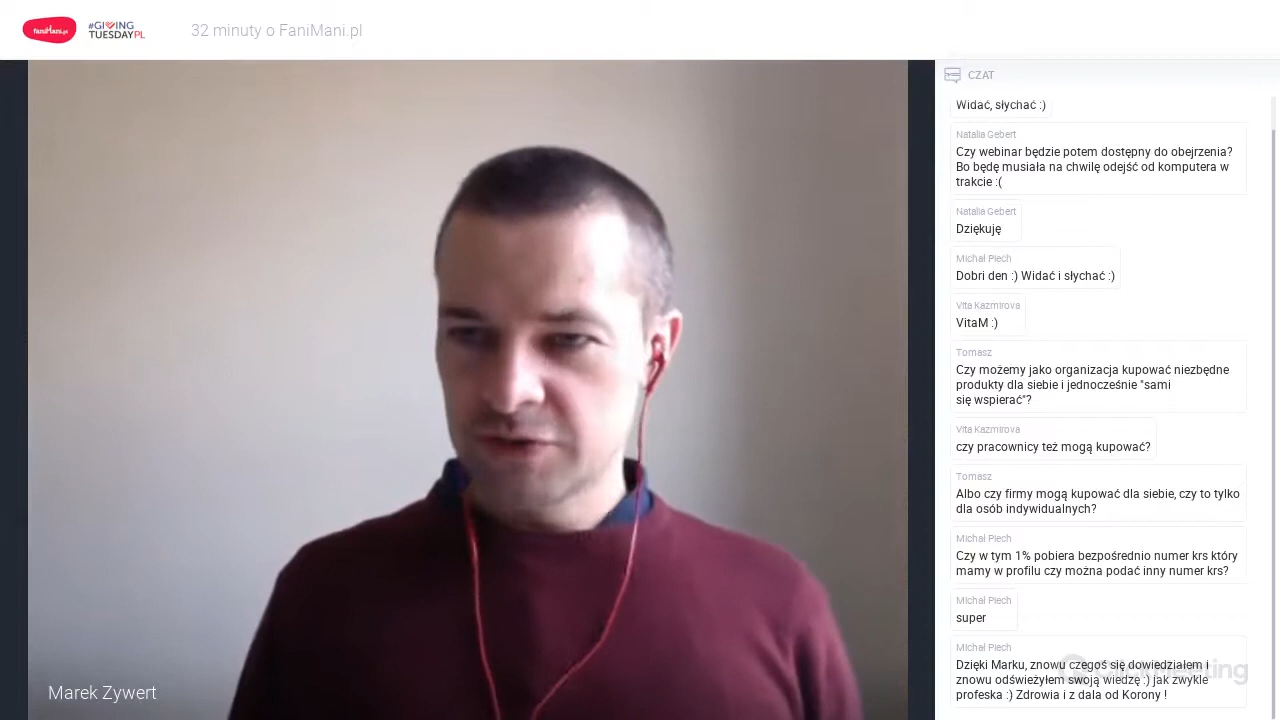 faniMani.pl
#GIVING
TUESDAYPL
32 minuty o FaniMani.pl
CZAT
Widać, słychać :)
Natalia Gebert
Czy webinar będzie potem dostępny do obejrzenia?
Bo będę musiała na chwilę odejść od komputera w
trakcie :(
Natalia Gebert
Dziękuję
Michał Piech
Dobri den :) Widać i słychać :)
Vita Kazmirova
VitaM :)
Tomasz
Czy możemy jako organizacja kupować niezbędne
produkty dla siebie i jednocześnie "sami
się wspierać"?
Vita Kazmirova
czy pracownicy też mogą kupować?
Tomasz
Albo czy firmy mogą kupować dla siebie, czy to tylko
dla osób indywidualnych?
Michał Piech
Czy w tym 1% pobiera bezpośrednio numer krs który
mamy w profilu czy można podać inny numer krs?
Michał Piech
super
Michał Piech
Dzięki Marku, znowu czegoś się dowiedziałem i
znowu odświeżyłem swoją wiedzę :) jak zwykle
profeska :) Zdrowia i z dala od Korony !
Marek Zywert